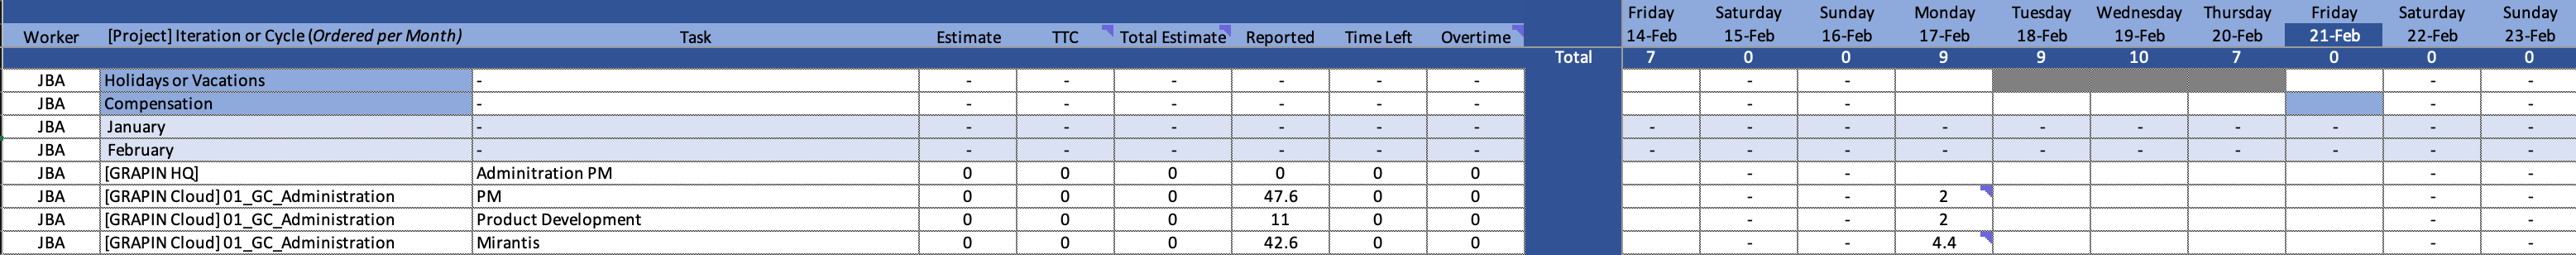 Friday Saturday Sunday Monday Tuesday Wednesday Thursday Friday Saturday Sunday
Worker [Project] Iteration or Cycle (Ordered per Month) Task Estimate TTC Total Estimate Reported Time Left Overtime 14-Feb 15-Feb 16-Feb 17-Feb 18-Feb 19-Feb 20-Feb 21-Feb 22-Feb 23-Feb
Total 7 0 0 9 9 10 7 0 0 0
JBA Holidays or Vacations - - - - - - - - - - -
JBA Compensation - - - - - - - - - - -
JBA January - - - - - - - - - - - - - - - - -
JBA February - - - - - - - - - - - - - - - - -
JBA [GRAPIN HQ] Adminitration PM 0 0 0 0 0 0 - - - -
JBA [GRAPIN Cloud] 01_GC_Administration PM 0 0 0 47.6 0 0 - - 2 - -
JBA [GRAPIN Cloud] 01_GC_Administration Product Development 0 0 0 11 0 0 - - 2 - -
JBA [GRAPIN Cloud] 01_GC_Administration Mirantis 0 0 0 42.6 0 0 - - 4.4 - -